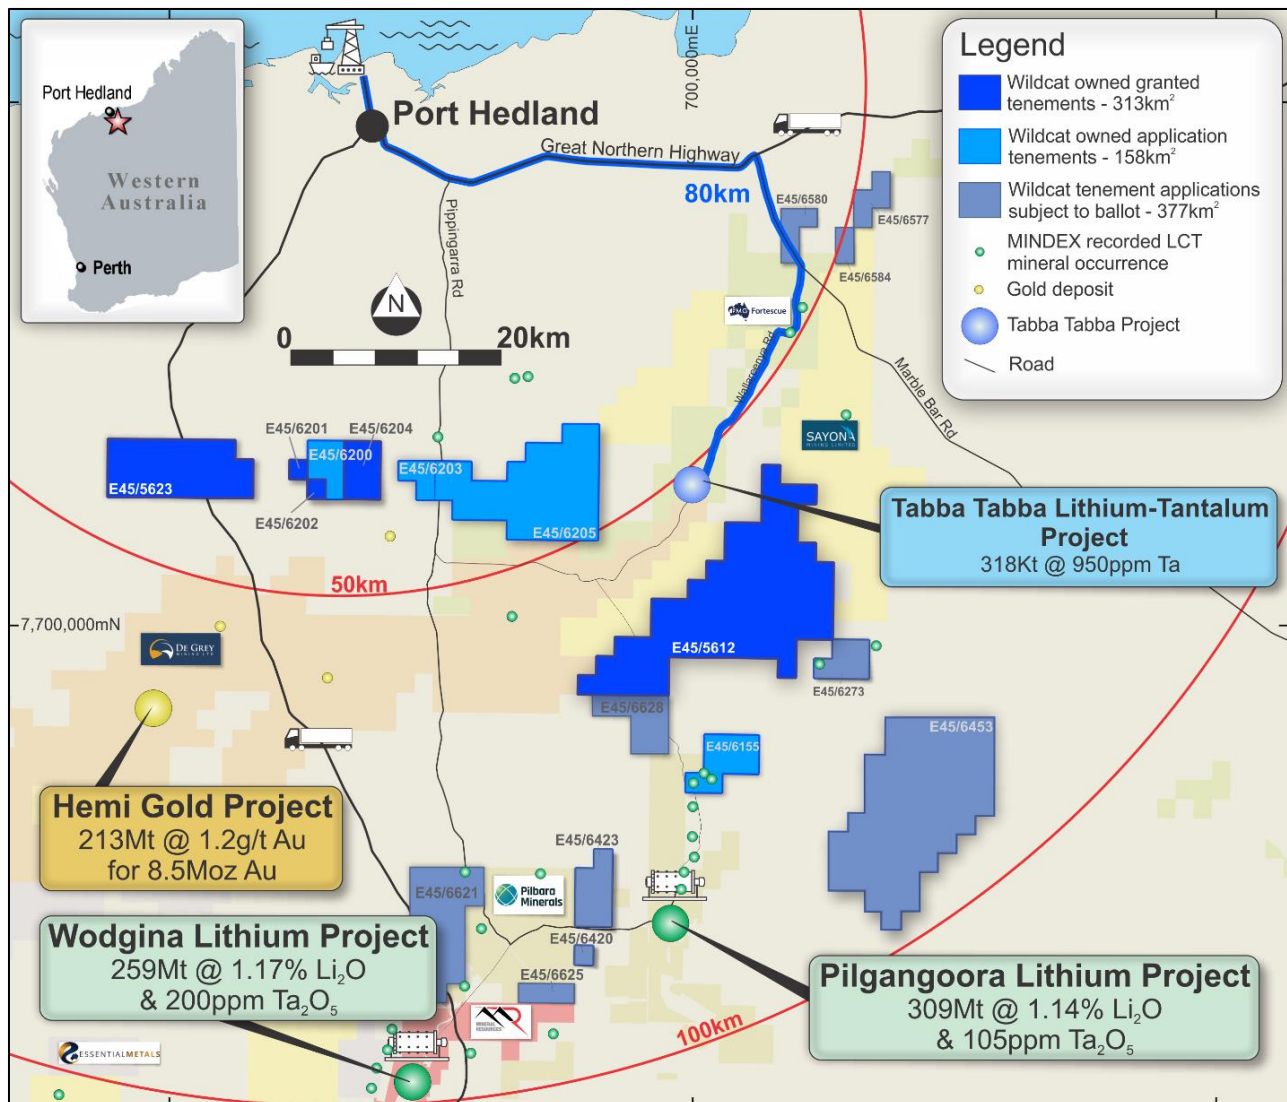 Port Hedland
Western
Australia
Perth
700,000mE
Legend
Wildcat owned granted
tenements - 313km²
Wildcat owned application
tenements - 158km²
Wildcat tenement applications
subject to ballot - 377km²
MINDEX recorded LCT
mineral occurrence
Gold deposit
Tabba Tabba Project
Road
Port Hedland
Great Northern Highway
80km
Pippingarra Rd
N
0
20km
E45/6580
E45/6577
E45/6584
FMG Fortescue
Wallareenya Rd
Marble Bar Rd
SAYONA
MINING LIMITED
E45/5623
E45/6201
E45/6204
E45/6200
E45/6202
E45/6203
E45/6205
Tabba Tabba Lithium-Tantalum
Project
318Kt @ 950ppm Ta
50km
7,700,000mN
DE GREY
MINING LTD
E45/5612
E45/6273
E45/6628
E45/6155
E45/6453
Hemi Gold Project
213Mt @ 1.2g/t Au
for 8.5Moz Au
E45/6423
E45/6621
Pilbara
Minerals
E45/6420
E45/6625
Wodgina Lithium Project
259Mt @ 1.17% Li₂O
& 200ppm Ta₂O₅
Pilgangoora Lithium Project
309Mt @ 1.14% Li₂O
& 105ppm Ta₂O₅
MINERAL
RESOURCES
100km
ESSENTIALMETALS